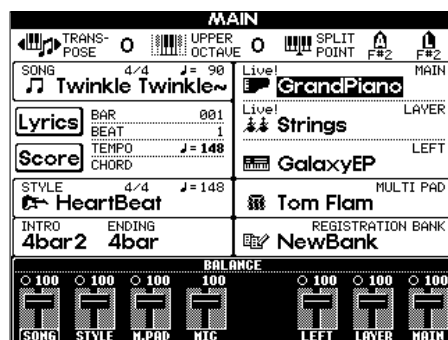 MAIN
TRANS-
POSE 0
UPPER
OCTAVE 0
SPLIT
POINT
A
F#2
L
F#2
SONG 4/4 ♩= 90
Twinkle Twinkle~
Live! MAIN
GrandPiano
Lyrics
BAR 001
BEAT 1
Live! LAYER
Strings
Score
TEMPO ♩=148
CHORD
LEFT
GalaxyEP
STYLE 4/4 ♩=148
HeartBeat
MULTI PAD
Tom Flam
INTRO ENDING
4bar2 4bar
REGISTRATION BANK
NewBank
BALANCE
100 100 100 100 100 100 100
SONG STYLE M.PAD MIC LEFT LAYER MAIN